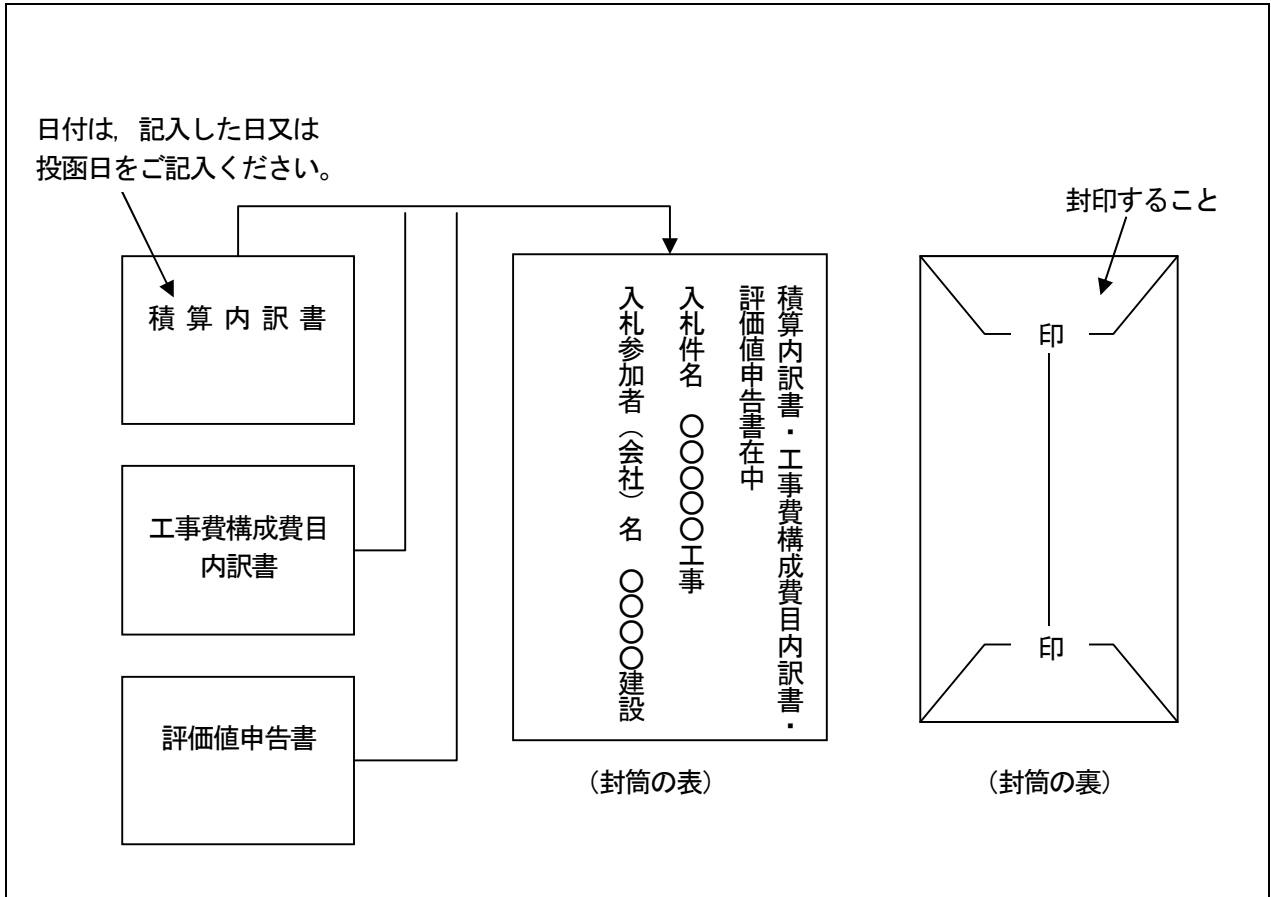 日付は，記入した日又は
投函日をご記入ください。
封印すること
積算内訳書
工事費構成費目
内訳書
評価値申告書
積算内訳書・工事費構成費目内訳書・
評価値申告書在中
入札件名　〇〇〇〇〇工事
入札参加者（会社）名　〇〇〇〇建設
印
印
（封筒の表）
（封筒の裏）